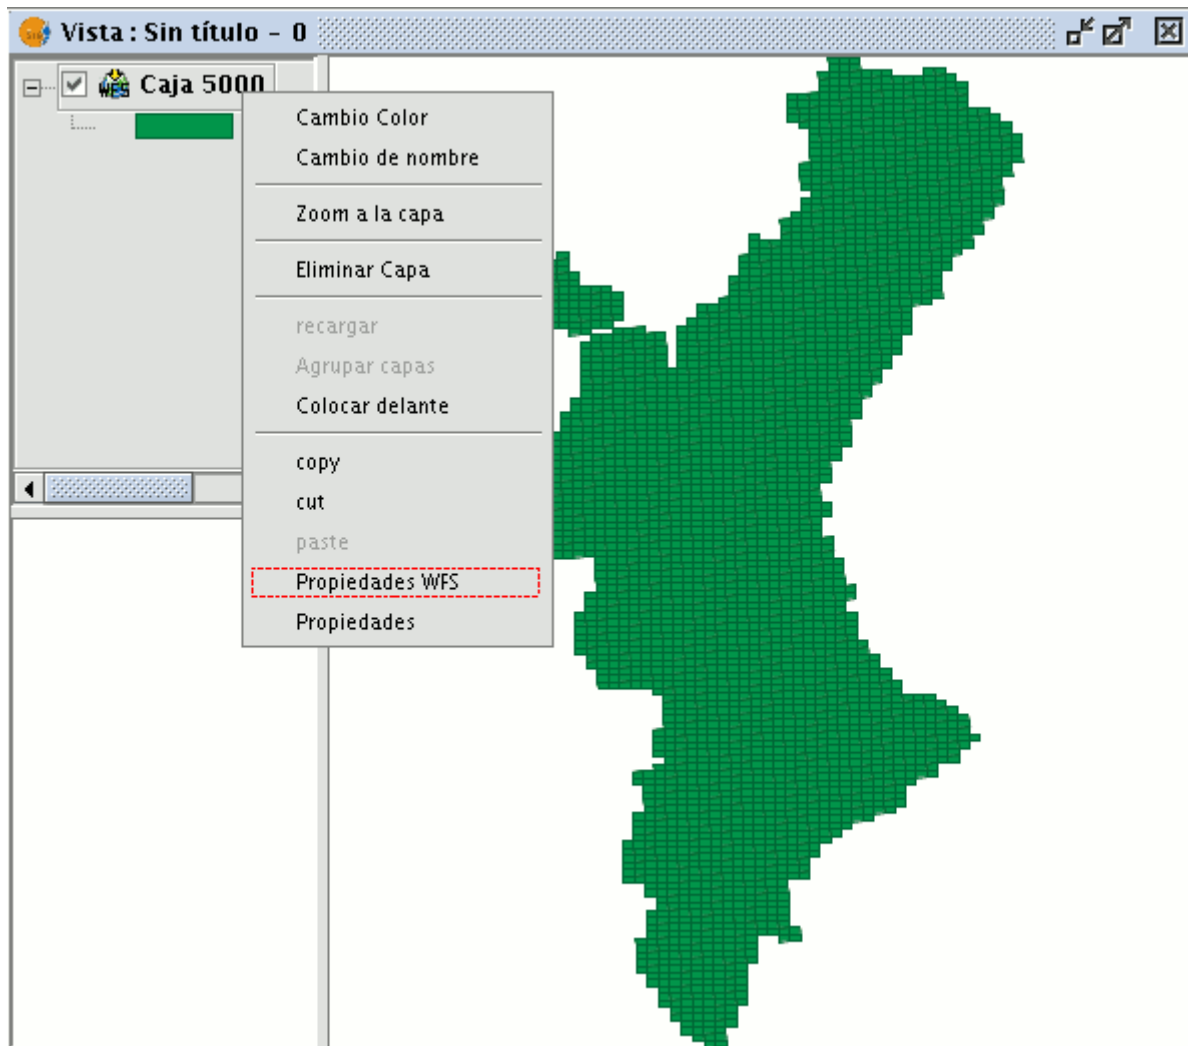 Vista : Sin título - 0
WFS Caja 5000
Cambio Color
Cambio de nombre
Zoom a la capa
Eliminar Capa
recargar
Agrupar capas
Colocar delante
copy
cut
paste
Propiedades WFS
Propiedades